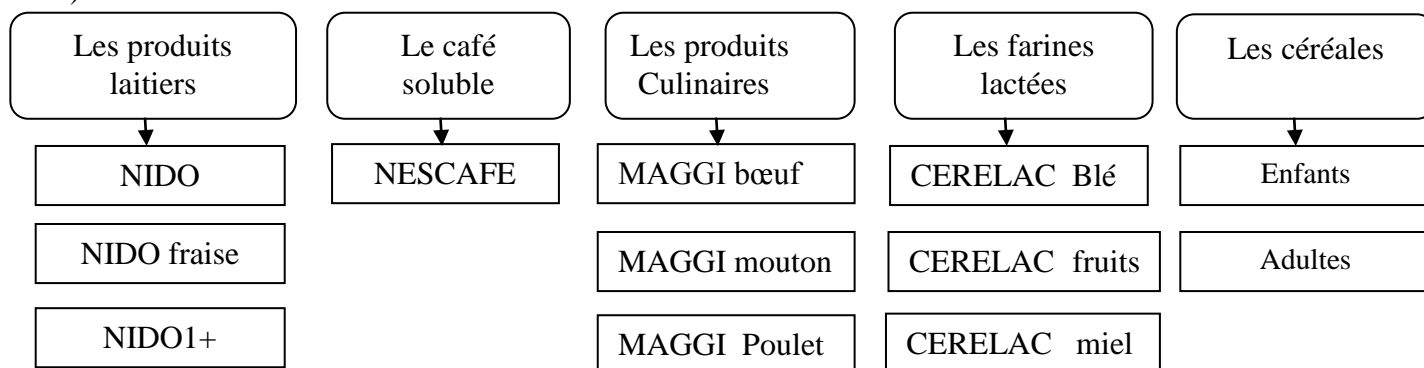 )
Les produits
laitiers
Le café
soluble
Les produits
Culinaires
Les farines
lactées
Les céréales
NIDO
NESCAFE
MAGGI bœuf
CERELAC Blé
Enfants
NIDO fraise
MAGGI mouton
CERELAC fruits
Adultes
NIDO1+
MAGGI Poulet
CERELAC miel